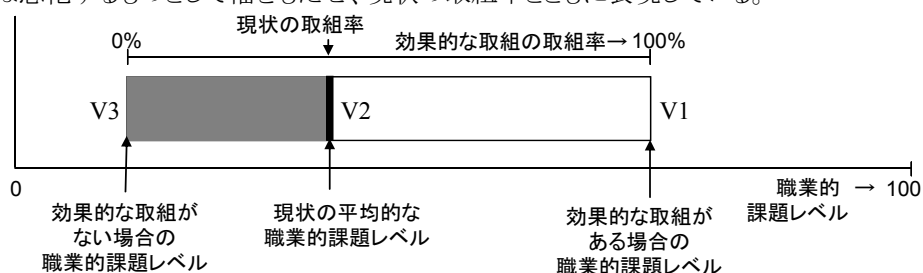 現状の取組率
0%
効果的な取組の取組率→ 100%
V3
V2
V1
0
職業的 → 100
課題レベル
効果的な取組が
ない場合の
職業的課題レベル
現状の平均的な
職業的課題レベル
効果的な取組が
ある場合の
職業的課題レベル